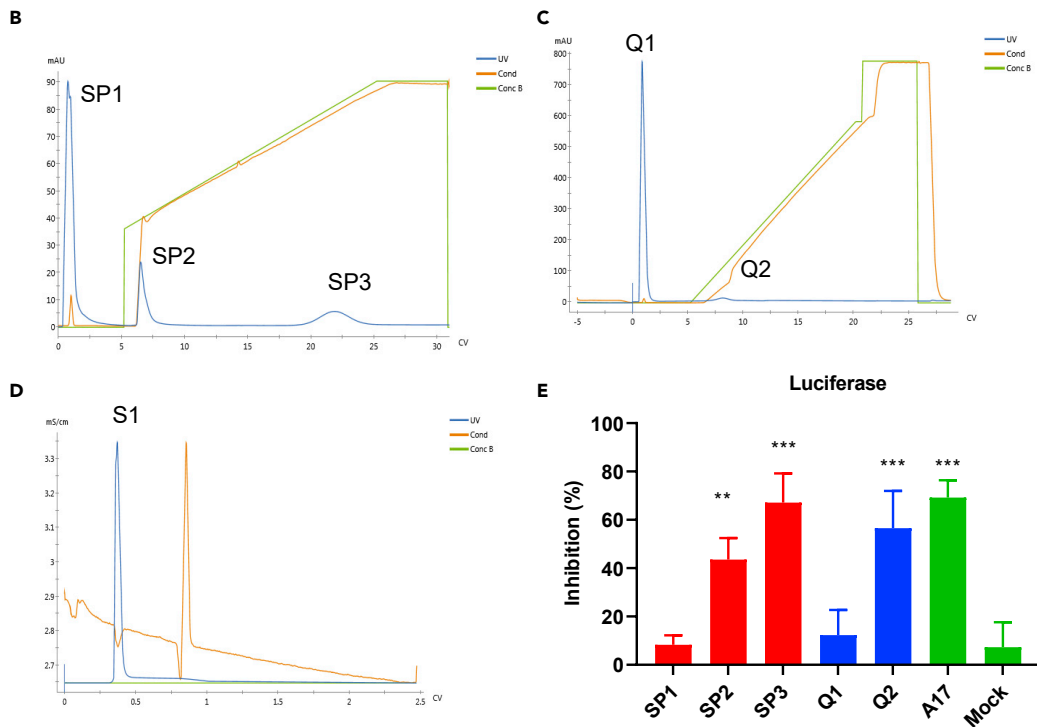 B
mAU
90
80
70
60
50
40
30
20
10
0
0 5 10 15 20 25 30
CV
SP1
SP2
SP3
UV
Cond
Conc B
C
mAU
800
700
600
500
400
300
200
100
0
-5 0 5 10 15 20 25
CV
Q1
Q2
UV
Cond
Conc B
D
mS/cm
3.3
3.2
3.1
3
2.9
2.8
2.7
0 0.5 1.0 1.5 2.0 2.5
CV
S1
UV
Cond
Conc B
E
Luciferase
Inhibition (%)
100
80
60
40
20
0
** *** *** ***
SP1 SP2 SP3 Q1 Q2 A17 Mock